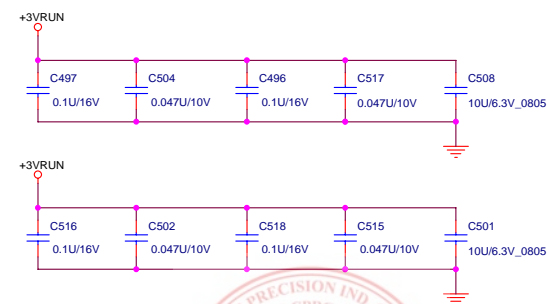 +3VRUN
C497 C504 C496 C517 C508
0.1U/16V 0.047U/10V 0.1U/16V 0.047U/10V 10U/6.3V_0805
+3VRUN
C516 C502 C518 C515 C501
0.1U/16V 0.047U/10V 0.1U/16V 0.047U/10V 10U/6.3V_0805
PRECISION IND